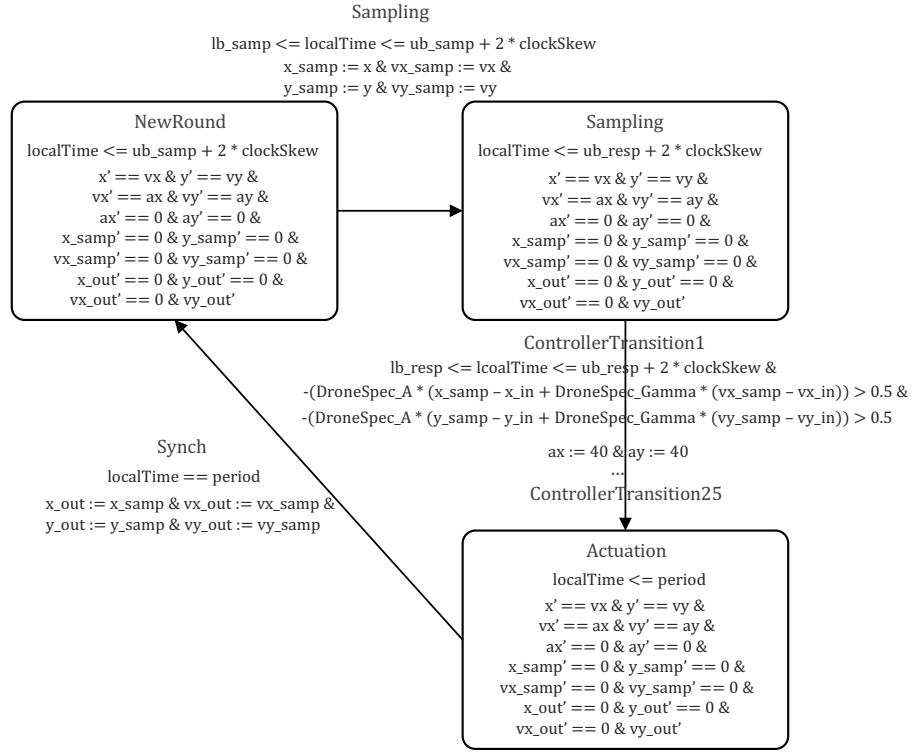 Sampling
lb_samp <= localTime <= ub_samp + 2 * clockSkew
x_samp := x & vx_samp := vx &
y_samp := y & vy_samp := vy
NewRound
localTime <= ub_samp + 2 * clockSkew
x’ == vx & y’ == vy &
vx’ == ax & vy’ == ay &
ax’ == 0 & ay’ == 0 &
x_samp’ == 0 & y_samp’ == 0 &
vx_samp’ == 0 & vy_samp’ == 0 &
x_out’ == 0 & y_out’ == 0 &
vx_out’ == 0 & vy_out’
Sampling
localTime <= ub_resp + 2 * clockSkew
x’ == vx & y’ == vy &
vx’ == ax & vy’ == ay &
ax’ == 0 & ay’ == 0 &
x_samp’ == 0 & y_samp’ == 0 &
vx_samp’ == 0 & vy_samp’ == 0 &
x_out’ == 0 & y_out’ == 0 &
vx_out’ == 0 & vy_out’
ControllerTransition1
lb_resp <= lcoalTime <= ub_resp + 2 * clockSkew &
-(DroneSpec_A * (x_samp – x_in + DroneSpec_Gamma * (vx_samp – vx_in)) > 0.5 &
-(DroneSpec_A * (y_samp – y_in + DroneSpec_Gamma * (vy_samp – vy_in)) > 0.5
ax := 40 & ay := 40
...
ControllerTransition25
Synch
localTime == period
x_out := x_samp & vx_out := vx_samp &
y_out := y_samp & vy_out := vy_samp
Actuation
localTime <= period
x’ == vx & y’ == vy &
vx’ == ax & vy’ == ay &
ax’ == 0 & ay’ == 0 &
x_samp’ == 0 & y_samp’ == 0 &
vx_samp’ == 0 & vy_samp’ == 0 &
x_out’ == 0 & y_out’ == 0 &
vx_out’ == 0 & vy_out’